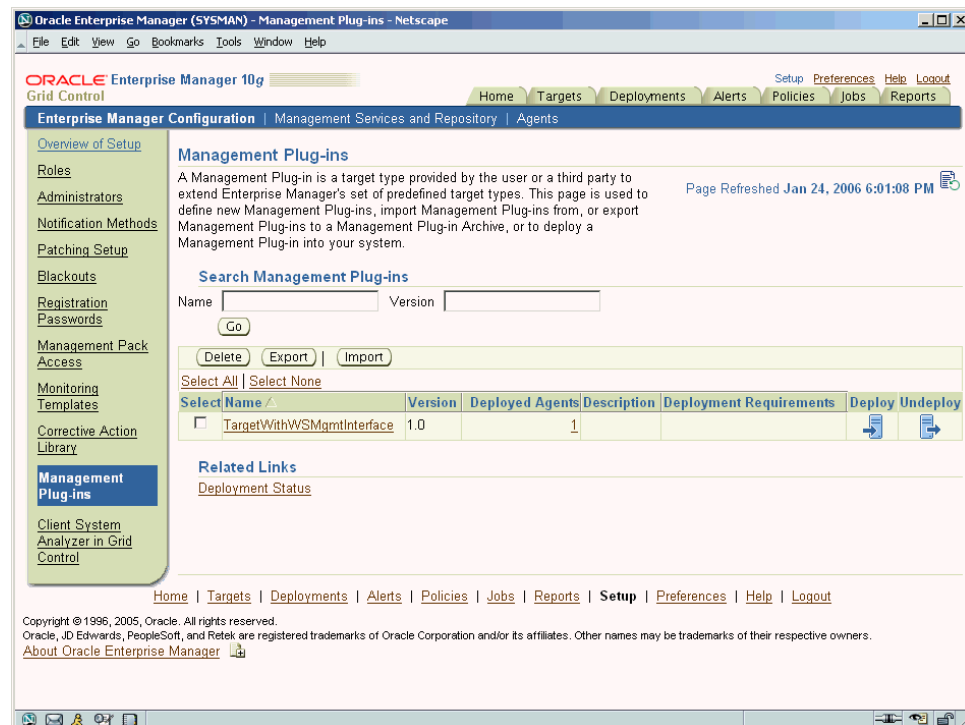 Oracle Enterprise Manager (SYSMAN) - Management Plug-ins - Netscape
File Edit View Go Bookmarks Tools Window Help
ORACLE Enterprise Manager 10g
Grid Control
Setup Preferences Help Logout
Home Targets Deployments Alerts Policies Jobs Reports
Enterprise Manager Configuration | Management Services and Repository | Agents
Overview of Setup
Roles
Administrators
Notification Methods
Patching Setup
Blackouts
Registration
Passwords
Management Pack
Access
Monitoring
Templates
Corrective Action
Library
Management
Plug-ins
Client System
Analyzer in Grid
Control
Management Plug-ins
A Management Plug-in is a target type provided by the user or a third party to
extend Enterprise Manager's set of predefined target types. This page is used to
define new Management Plug-ins, import Management Plug-ins from, or export
Management Plug-ins to a Management Plug-in Archive, or to deploy a
Management Plug-in into your system.
Page Refreshed Jan 24, 2006 6:01:08 PM
Search Management Plug-ins
Name Version
Go
Delete Export | Import
Select All | Select None
Select Name Version Deployed Agents Description Deployment Requirements Deploy Undeploy
TargetWithWSMgmtInterface 1.0 1
Related Links
Deployment Status
Home | Targets | Deployments | Alerts | Policies | Jobs | Reports | Setup | Preferences | Help | Logout
Copyright © 1996, 2005, Oracle. All rights reserved.
Oracle, JD Edwards, PeopleSoft, and Retek are registered trademarks of Oracle Corporation and/or its affiliates. Other names may be trademarks of their respective owners.
About Oracle Enterprise Manager